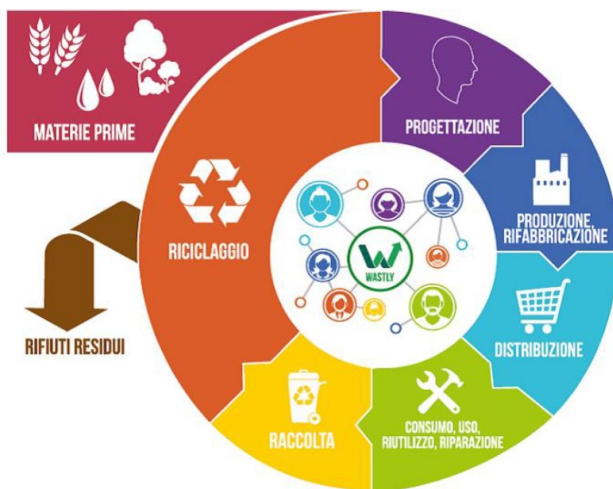 MATERIE PRIME
PROGETTAZIONE
PRODUZIONE,
RIFABBRICAZIONE
DISTRIBUZIONE
CONSUMO, USO,
RIUTILIZZO, RIPARAZIONE
RACCOLTA
RICICLAGGIO
RIFIUTI RESIDUI
W
WASTLY